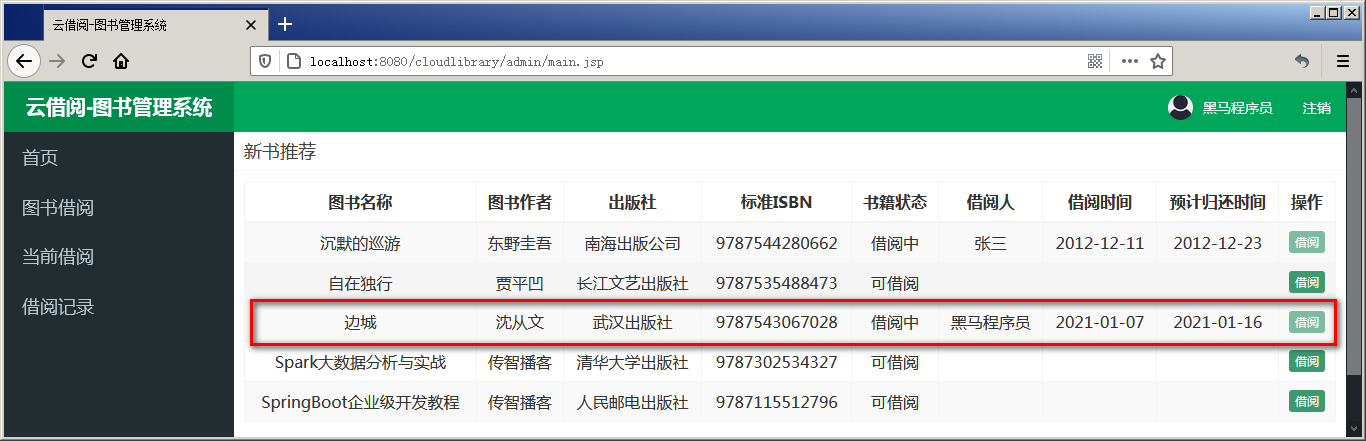 云借阅-图书管理系统
localhost:8080/cloudlibrary/admin/main.jsp
云借阅-图书管理系统
黑马程序员 注销
首页
图书借阅
当前借阅
借阅记录
新书推荐
图书名称 图书作者 出版社 标准ISBN 书籍状态 借阅人 借阅时间 预计归还时间 操作
沉默的巡游 东野圭吾 南海出版公司 9787544280662 借阅中 张三 2012-12-11 2012-12-23 借阅
自在独行 贾平凹 长江文艺出版社 9787535488473 可借阅 借阅
边城 沈从文 武汉出版社 9787543067028 借阅中 黑马程序员 2021-01-07 2021-01-16 借阅
Spark大数据分析与实战 传智播客 清华大学出版社 9787302534327 可借阅 借阅
SpringBoot企业级开发教程 传智播客 人民邮电出版社 9787115512796 可借阅 借阅